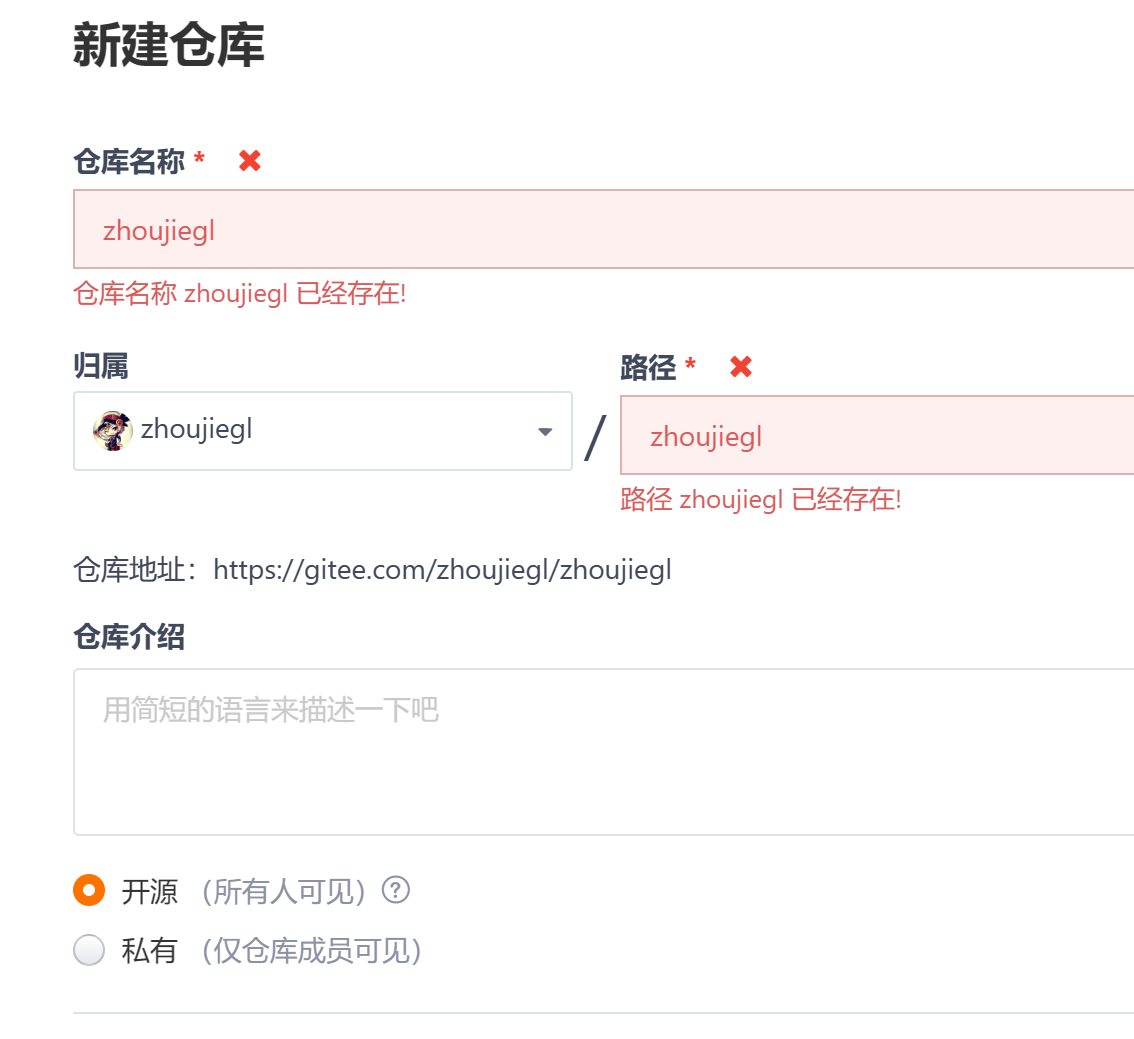 新建仓库
仓库名称 *
zhoujiegl
仓库名称 zhoujiegl 已经存在!
归属
路径 *
zhoujiegl
/
zhoujiegl
路径 zhoujiegl 已经存在!
仓库地址：https://gitee.com/zhoujiegl/zhoujiegl
仓库介绍
用简短的语言来描述一下吧
开源 （所有人可见） ?
私有 （仅仓库成员可见）